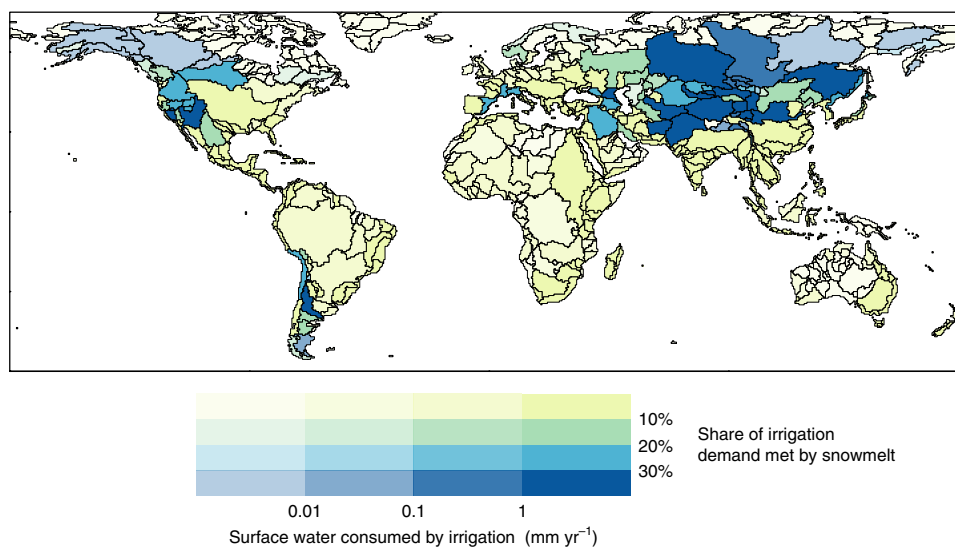 10%
20%
30%
Share of irrigation
demand met by snowmelt
0.01 0.1 1
Surface water consumed by irrigation (mm yr⁻¹)